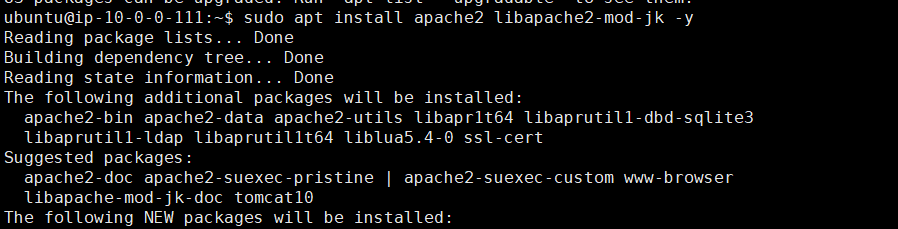 ubuntu@ip-10-0-0-111:~$ sudo apt install apache2 libapache2-mod-jk -y
Reading package lists... Done
Building dependency tree... Done
Reading state information... Done
The following additional packages will be installed:
  apache2-bin apache2-data apache2-utils libapr1t64 libaprutil1-dbd-sqlite3
  libaprutil1-ldap libaprutil1t64 liblua5.4-0 ssl-cert
Suggested packages:
  apache2-doc apache2-suexec-pristine | apache2-suexec-custom www-browser
  libapache-mod-jk-doc tomcat10
The following NEW packages will be installed: